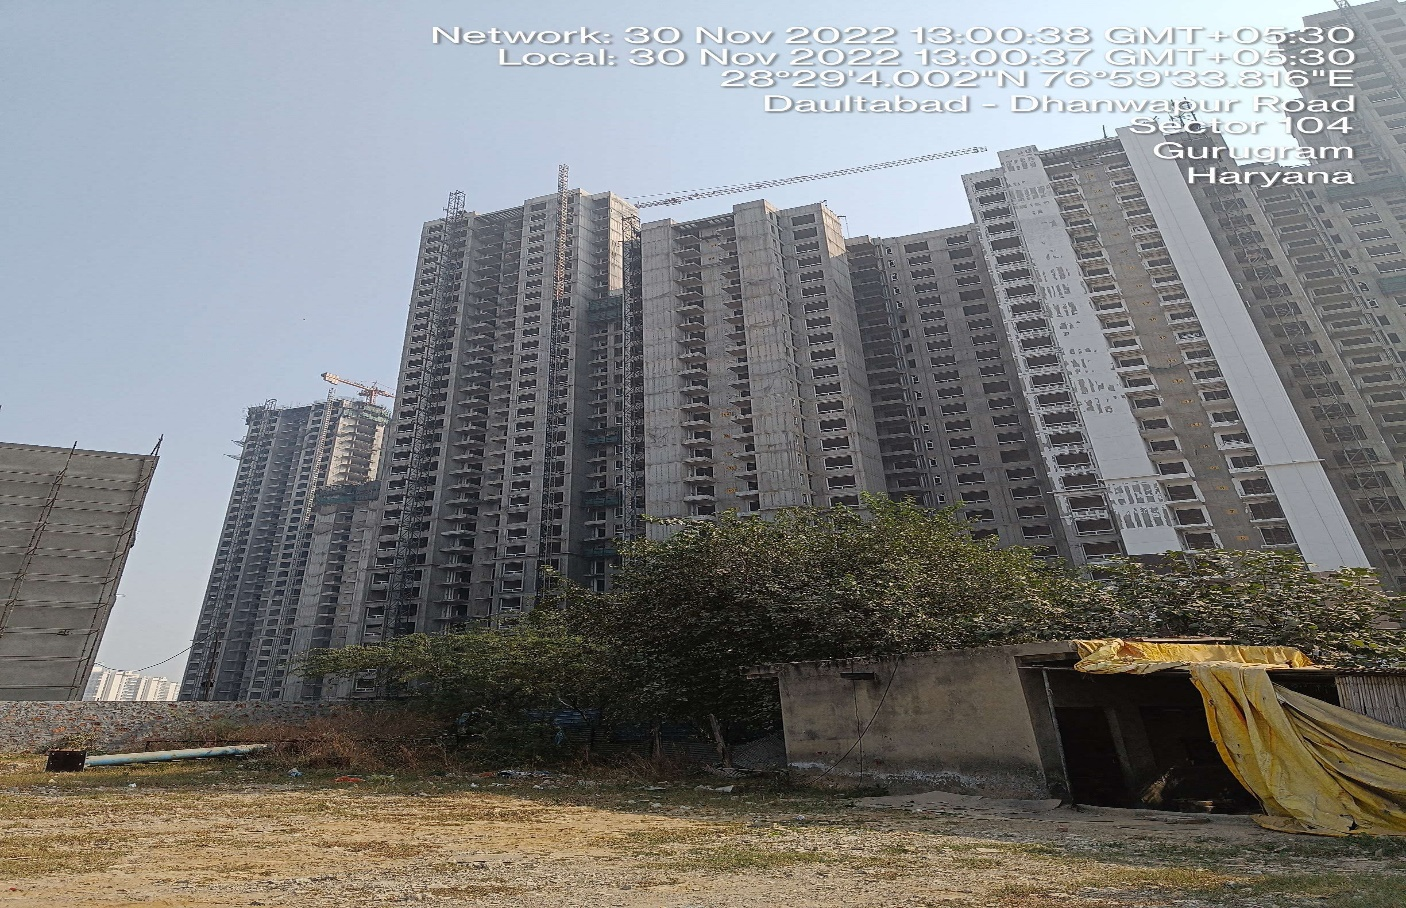 Network: 30 Nov 2022 13:00:38 GMT+05:30
Local: 30 Nov 2022 13:00:37 GMT+05:30
28°29'4.002"N 76°59'33.816"E
Daultabad - Dhanwapur Road
Sector 104
Gurugram
Haryana